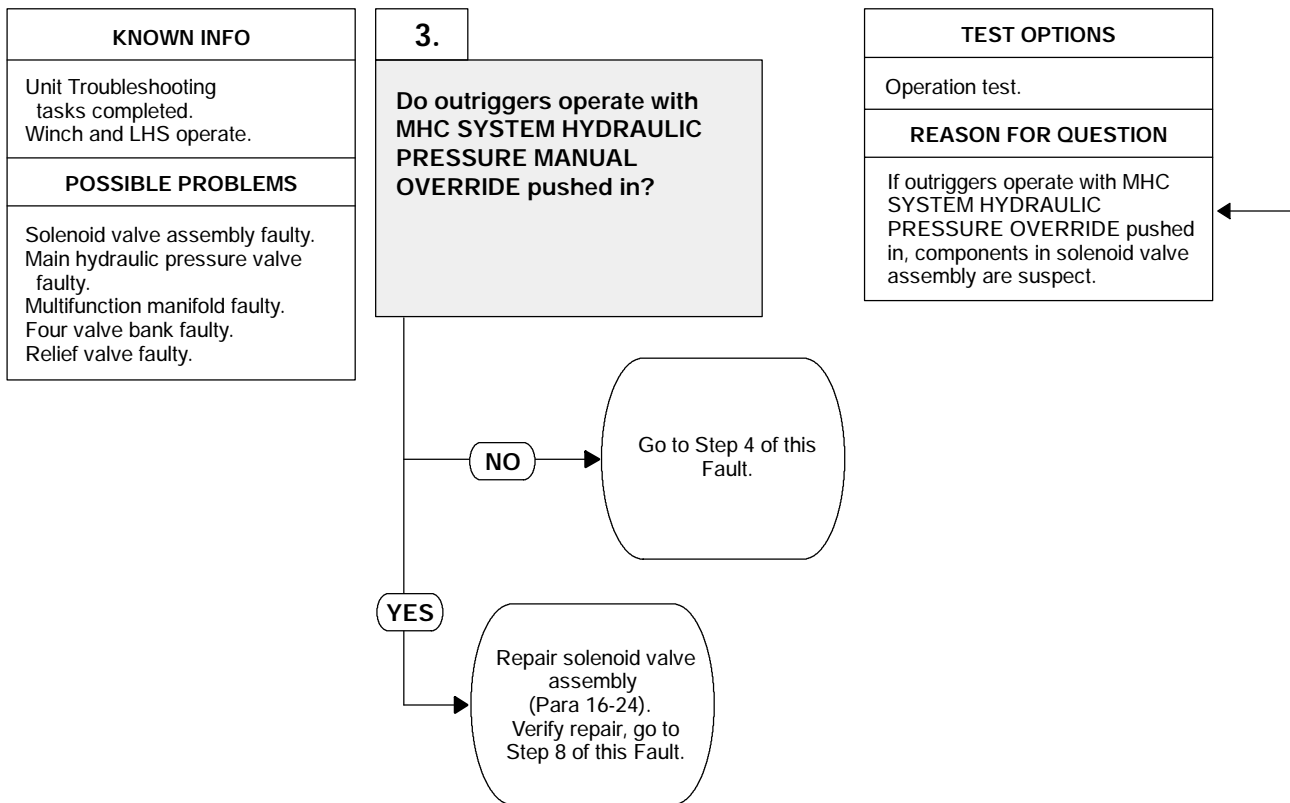 KNOWN INFO
Unit Troubleshooting
tasks completed.
Winch and LHS operate.
POSSIBLE PROBLEMS
Solenoid valve assembly faulty.
Main hydraulic pressure valve
faulty.
Multifunction manifold faulty.
Four valve bank faulty.
Relief valve faulty.
3.
Do outriggers operate with
MHC SYSTEM HYDRAULIC
PRESSURE MANUAL
OVERRIDE pushed in?
TEST OPTIONS
Operation test.
REASON FOR QUESTION
If outriggers operate with MHC
SYSTEM HYDRAULIC
PRESSURE OVERRIDE pushed
in, components in solenoid valve
assembly are suspect.
NO
Go to Step 4 of this
Fault.
YES
Repair solenoid valve
assembly
(Para 16-24).
Verify repair, go to
Step 8 of this Fault.